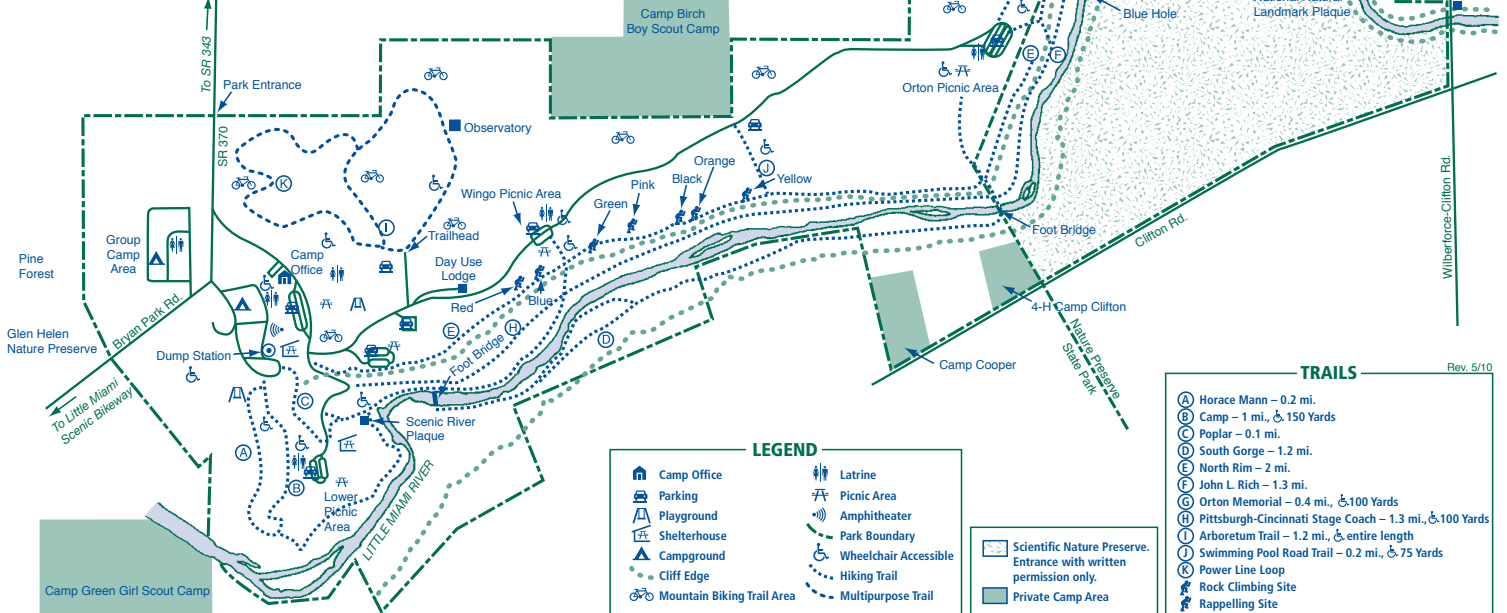 Camp Birch
Boy Scout Camp
Blue Hole
Landmark Plaque
To SR 343
Park Entrance
SR 370
Observatory
Orton Picnic Area
E
F
K
I
J
Orange
Black
Yellow
Pink
Green
Wingo Picnic Area
Trailhead
Group
Camp
Area
Camp
Office
Day Use
Lodge
Pine
Forest
Foot Bridge
Clifton Rd.
Wilberforce-Clifton Rd.
Red
Blue
4-H Camp Clifton
Bryan Park Rd.
Glen Helen
Nature Preserve
Dump Station
E
H
D
Foot Bridge
Camp Cooper
Nature Preserve
State Park
To Little Miami
Scenic Bikeway
C
Scenic River
Plaque
A
B
Lower
Picnic
Area
LITTLE MIAMI RIVER
Camp Green Girl Scout Camp
LEGEND
Camp Office
Parking
Playground
Shelterhouse
Campground
Cliff Edge
Mountain Biking Trail Area
Latrine
Picnic Area
Amphitheater
Park Boundary
Wheelchair Accessible
Hiking Trail
Multipurpose Trail
Scientific Nature Preserve.
Entrance with written
permission only.
Private Camp Area
Rev. 5/10
TRAILS
A Horace Mann – 0.2 mi.
B Camp – 1 mi., 150 Yards
C Poplar – 0.1 mi.
D South Gorge – 1.2 mi.
E North Rim – 2 mi.
F John L. Rich – 1.3 mi.
G Orton Memorial – 0.4 mi., 100 Yards
H Pittsburgh-Cincinnati Stage Coach – 1.3 mi., 100 Yards
I Arboretum Trail – 1.2 mi., entire length
J Swimming Pool Road Trail – 0.2 mi., 75 Yards
K Power Line Loop
Rock Climbing Site
Rappelling Site